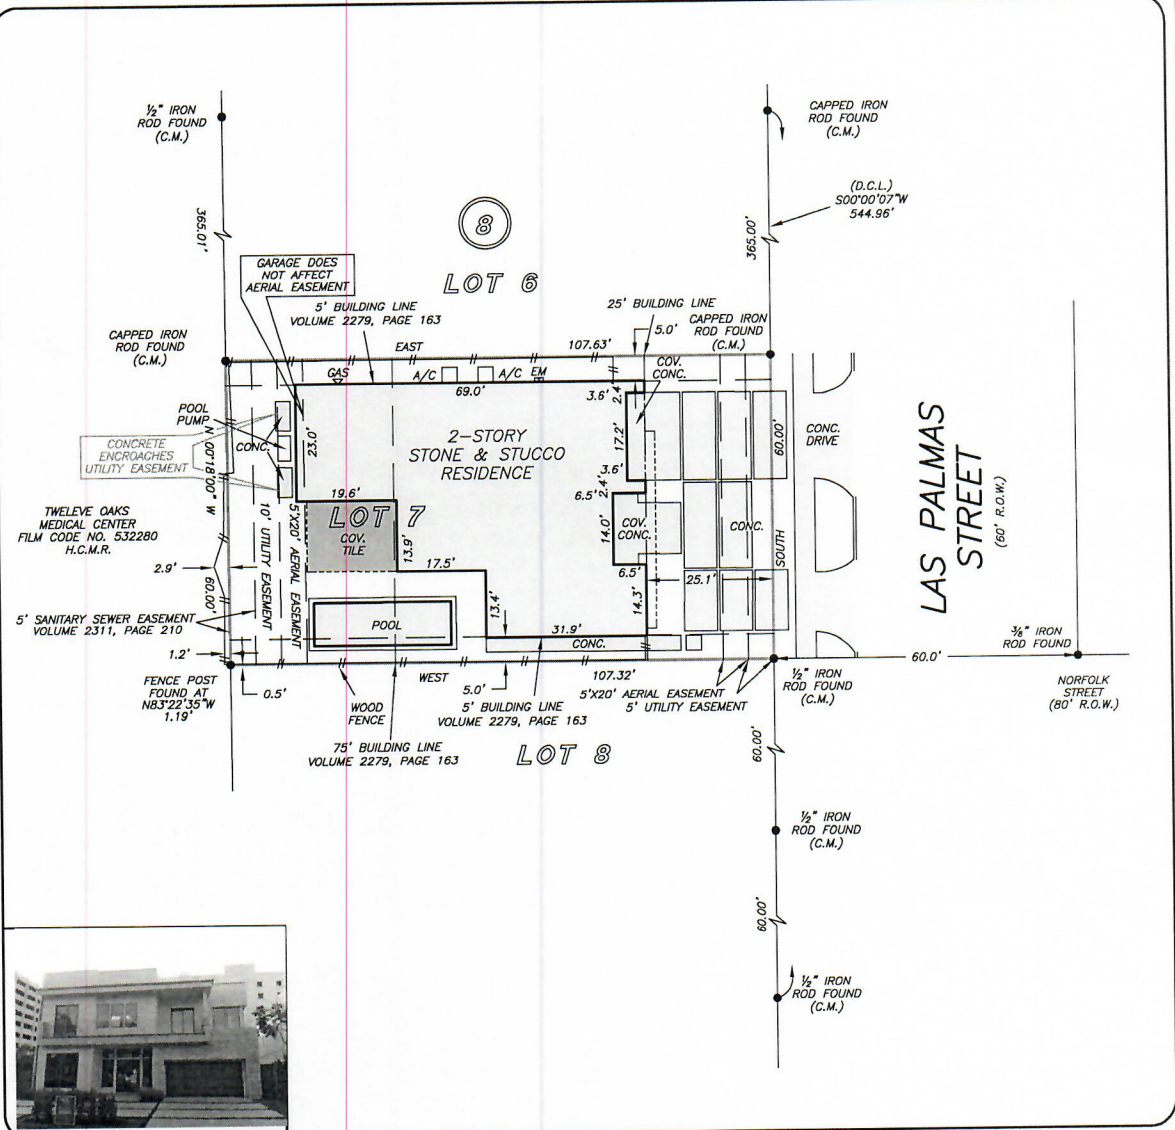 ½" IRON
ROD FOUND
(C.M.)
CAPPED IRON
ROD FOUND
(C.M.)
(D.C.L.)
S00°00'07"W
544.96'
365.01'
8
365.00'
GARAGE DOES
NOT AFFECT
AERIAL EASEMENT
LOT 6
5' BUILDING LINE
VOLUME 2279, PAGE 163
25' BUILDING LINE
5.0'
CAPPED IRON
ROD FOUND
(C.M.)
CAPPED IRON
ROD FOUND
(C.M.)
EAST
107.63'
COV.
CONC.
GAS
A/C
A/C
EM
69.0'
3.6'
2.4'
POOL
PUMP
CONC.
CONCRETE
ENCROACHES
UTILITY EASEMENT
N 00°18'00" W
23.0'
2-STORY
STONE & STUCCO
RESIDENCE
17.2'
60.00'
CONC.
DRIVE
3.6'
2.4'
6.5'
19.6'
LOT 7
COV.
TILE
13.9'
14.0'
COV.
CONC.
CONC.
LAS PALMAS
STREET
(60' R.O.W.)
TWELEVE OAKS
MEDICAL CENTER
FILM CODE NO. 532280
H.C.M.R.
10' UTILITY EASEMENT
5'X20' AERIAL EASEMENT
17.5'
6.5'
SOUTH
2.9'
60.00'
25.1'
13.4'
14.3'
5' SANITARY SEWER EASEMENT
VOLUME 2311, PAGE 210
POOL
31.9'
CONC.
1.2'
⅜" IRON
ROD FOUND
60.0'
WEST
107.32'
FENCE POST
FOUND AT
N83°22'35"W
1.19'
0.5'
5.0'
5'X20' AERIAL EASEMENT
5' UTILITY EASEMENT
½" IRON
ROD FOUND
(C.M.)
NORFOLK
STREET
(80' R.O.W.)
WOOD
FENCE
5' BUILDING LINE
VOLUME 2279, PAGE 163
75' BUILDING LINE
VOLUME 2279, PAGE 163
LOT 8
60.00'
½" IRON
ROD FOUND
(C.M.)
60.00'
½" IRON
ROD FOUND
(C.M.)